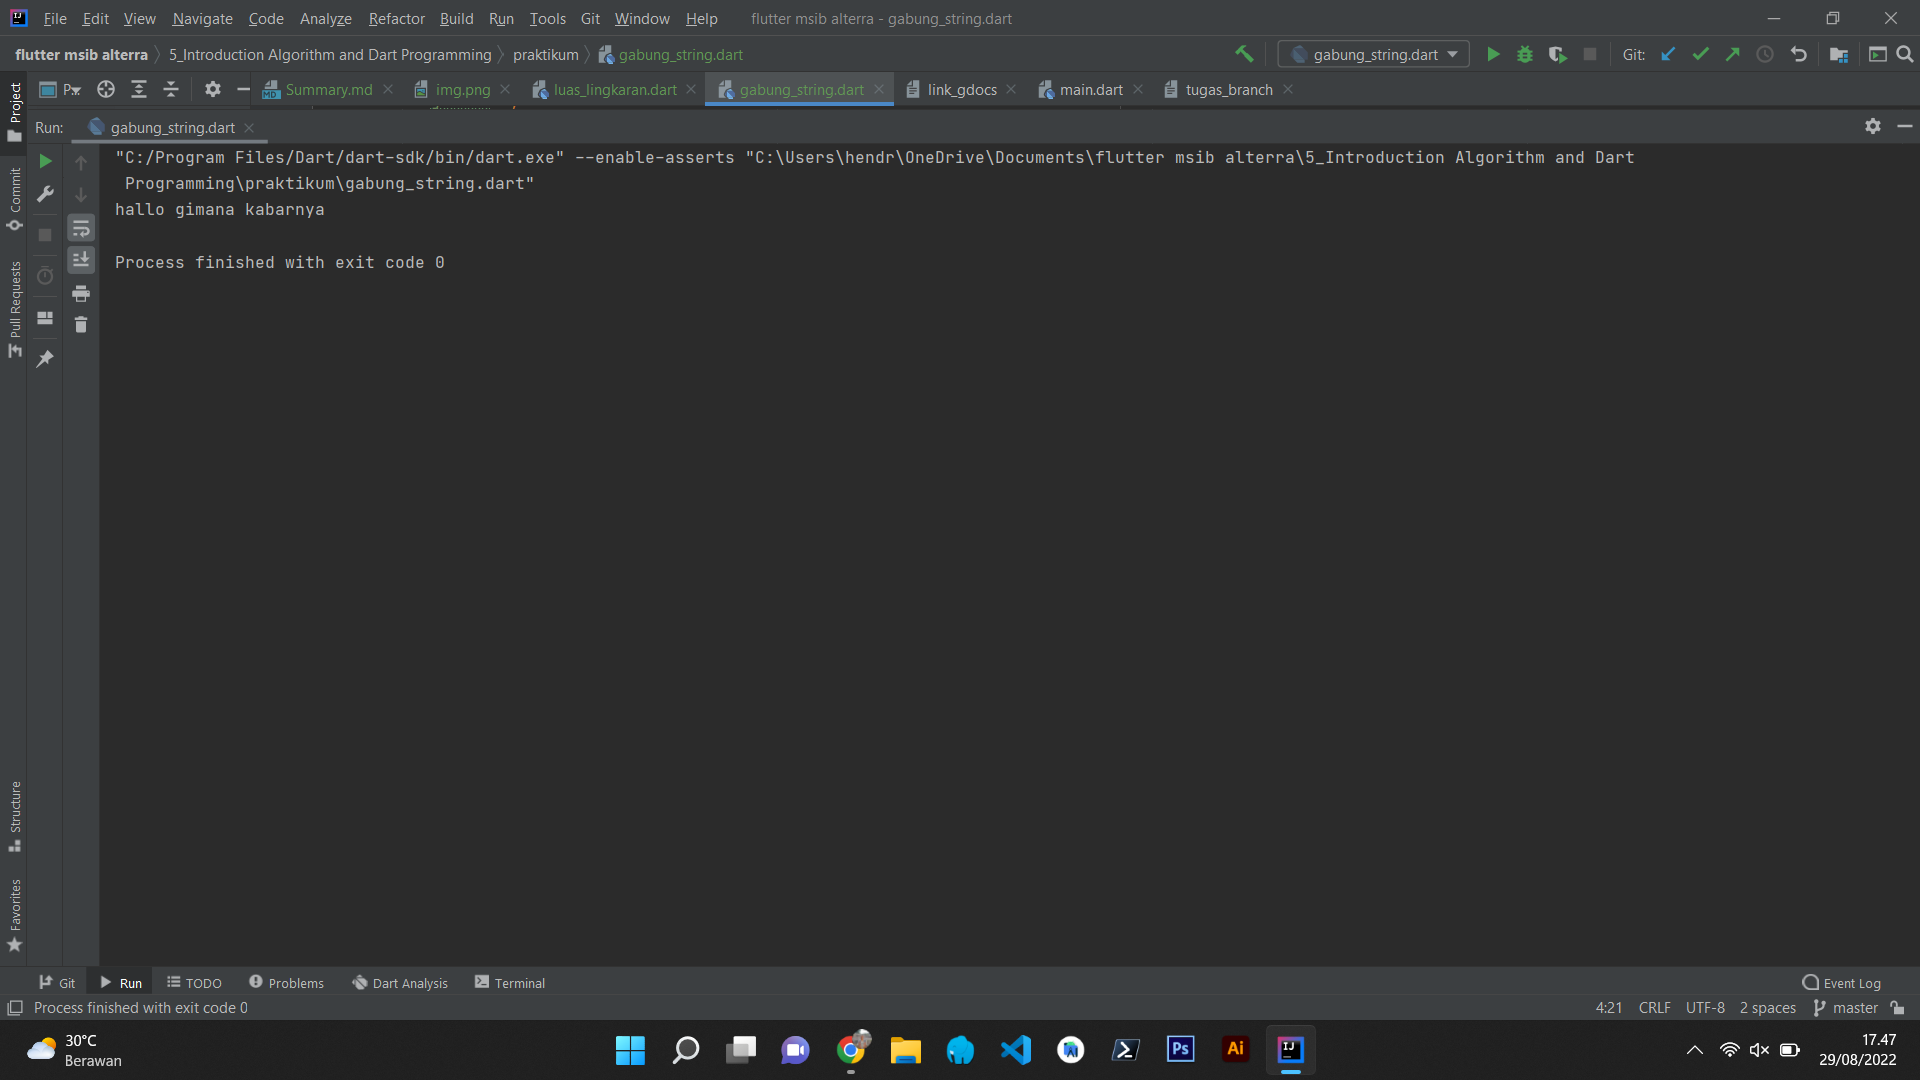 File Edit View Navigate Code Analyze Refactor Build Run Tools Git Window Help flutter msib alterra - gabung_string.dart
flutter msib alterra 5_Introduction Algorithm and Dart Programming praktikum gabung_string.dart gabung_string.dart Git:
P... Summary.md img.png luas_lingkaran.dart gabung_string.dart link_gdocs main.dart tugas_branch
Run: gabung_string.dart
"C:/Program Files/Dart/dart-sdk/bin/dart.exe" --enable-asserts "C:\Users\hendr\OneDrive\Documents\flutter msib alterra\5_Introduction Algorithm and Dart
Programming\praktikum\gabung_string.dart"
hallo gimana kabarnya
Process finished with exit code 0
Project
Commit
Pull Requests
Structure
Favorites
Git Run TODO Problems Dart Analysis Terminal Event Log
Process finished with exit code 0 4:21 CRLF UTF-8 2 spaces master
30°C
Berawan
Ps Ai IJ
17.47
29/08/2022